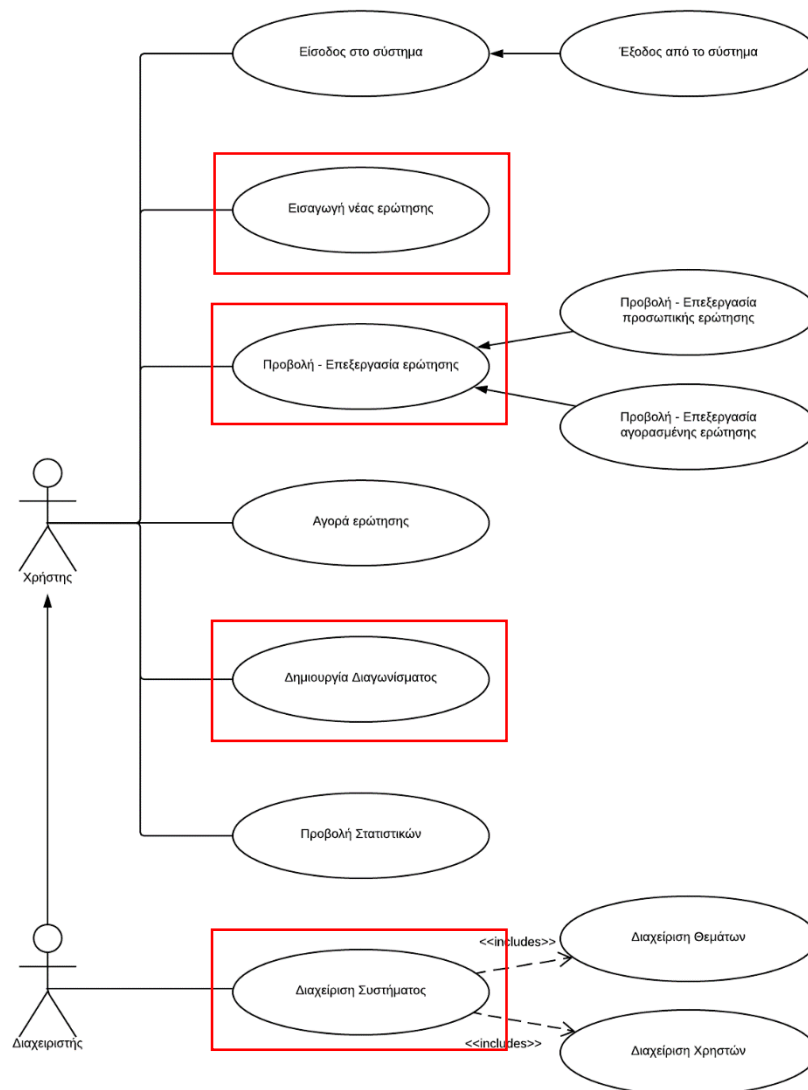 Είσοδος στο σύστημα
Έξοδος από το σύστημα
Εισαγωγή νέας ερώτησης
Προβολή - Επεξεργασία
προσωπικής ερώτησης
Προβολή - Επεξεργασία ερώτησης
Προβολή - Επεξεργασία
αγορασμένης ερώτησης
Αγορά ερώτησης
Χρήστης
Δημιουργία Διαγωνίσματος
Προβολή Στατιστικών
<<includes>>
Διαχείριση Θεμάτων
Διαχείριση Συστήματος
Διαχειριστής
<<includes>>
Διαχείριση Χρηστών